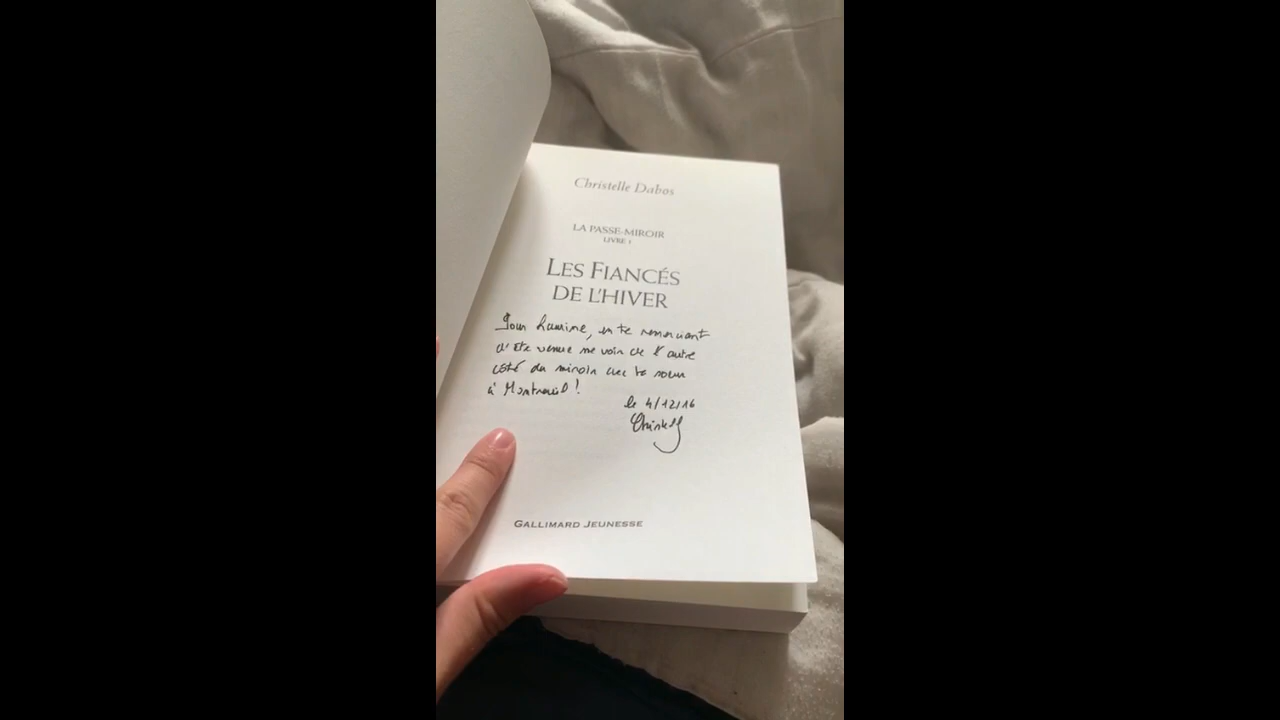 Christelle Dabos
LA PASSE-MIROIR
LIVRE 1
LES FIANCÉS
DE L'HIVER
Pour Laurine, en te remerciant
d'être venue me voir de l'autre
côté du miroir avec ta soeur
à Montreuil !
le 4/12/16
GALLIMARD JEUNESSE